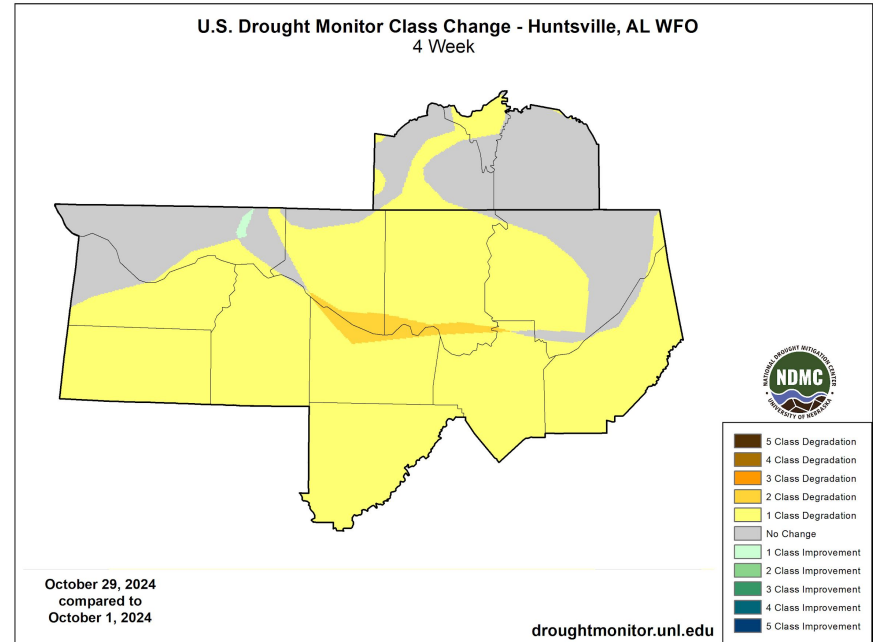 U.S. Drought Monitor Class Change - Huntsville, AL WFO
4 Week
NATIONAL DROUGHT MITIGATION CENTER
NDMC
UNIVERSITY OF NEBRASKA
5 Class Degradation
4 Class Degradation
3 Class Degradation
2 Class Degradation
1 Class Degradation
No Change
1 Class Improvement
2 Class Improvement
3 Class Improvement
4 Class Improvement
5 Class Improvement
October 29, 2024
compared to
October 1, 2024
droughtmonitor.unl.edu